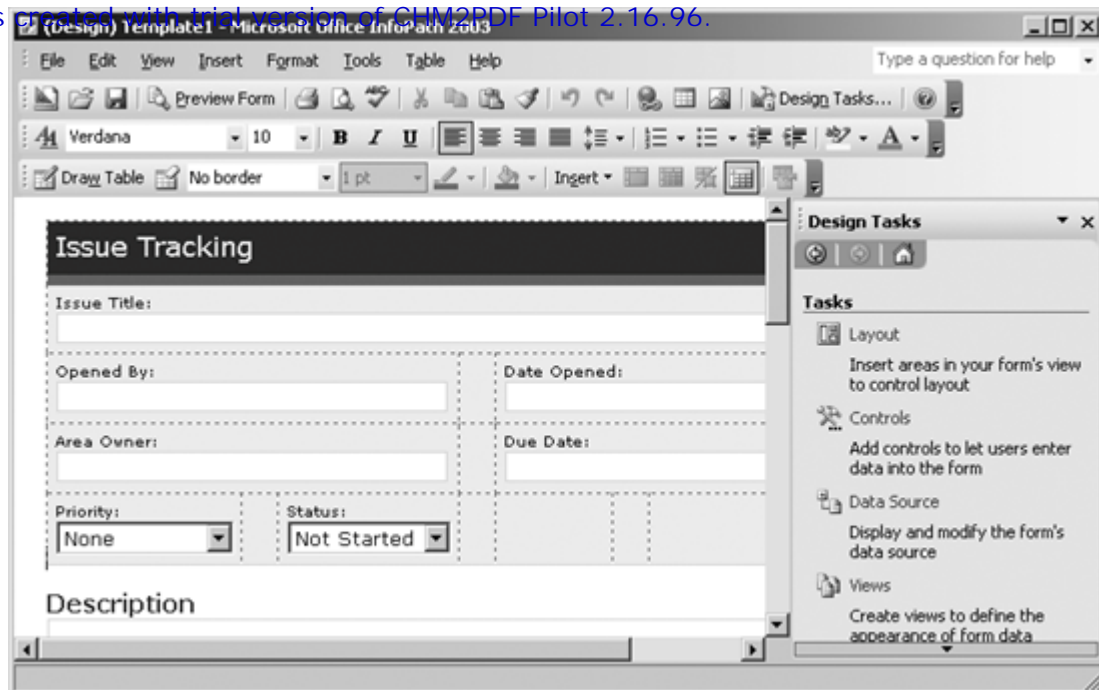 s created with trial version of CHM2PDF Pilot 2.16.96.
(Design) Template1 - Microsoft Office InfoPath 2003
File Edit View Insert Format Tools Table Help Type a question for help
Preview Form Design Tasks...
Verdana 10 B I U A
Draw Table No border 1 pt Insert
Design Tasks
Issue Tracking
Tasks
Issue Title:
Layout
Insert areas in your form's view
to control layout
Opened By: Date Opened:
Controls
Add controls to let users enter
data into the form
Area Owner: Due Date:
Data Source
Display and modify the form's
data source
Priority: Status:
None Not Started
Views
Create views to define the
appearance of form data
Description